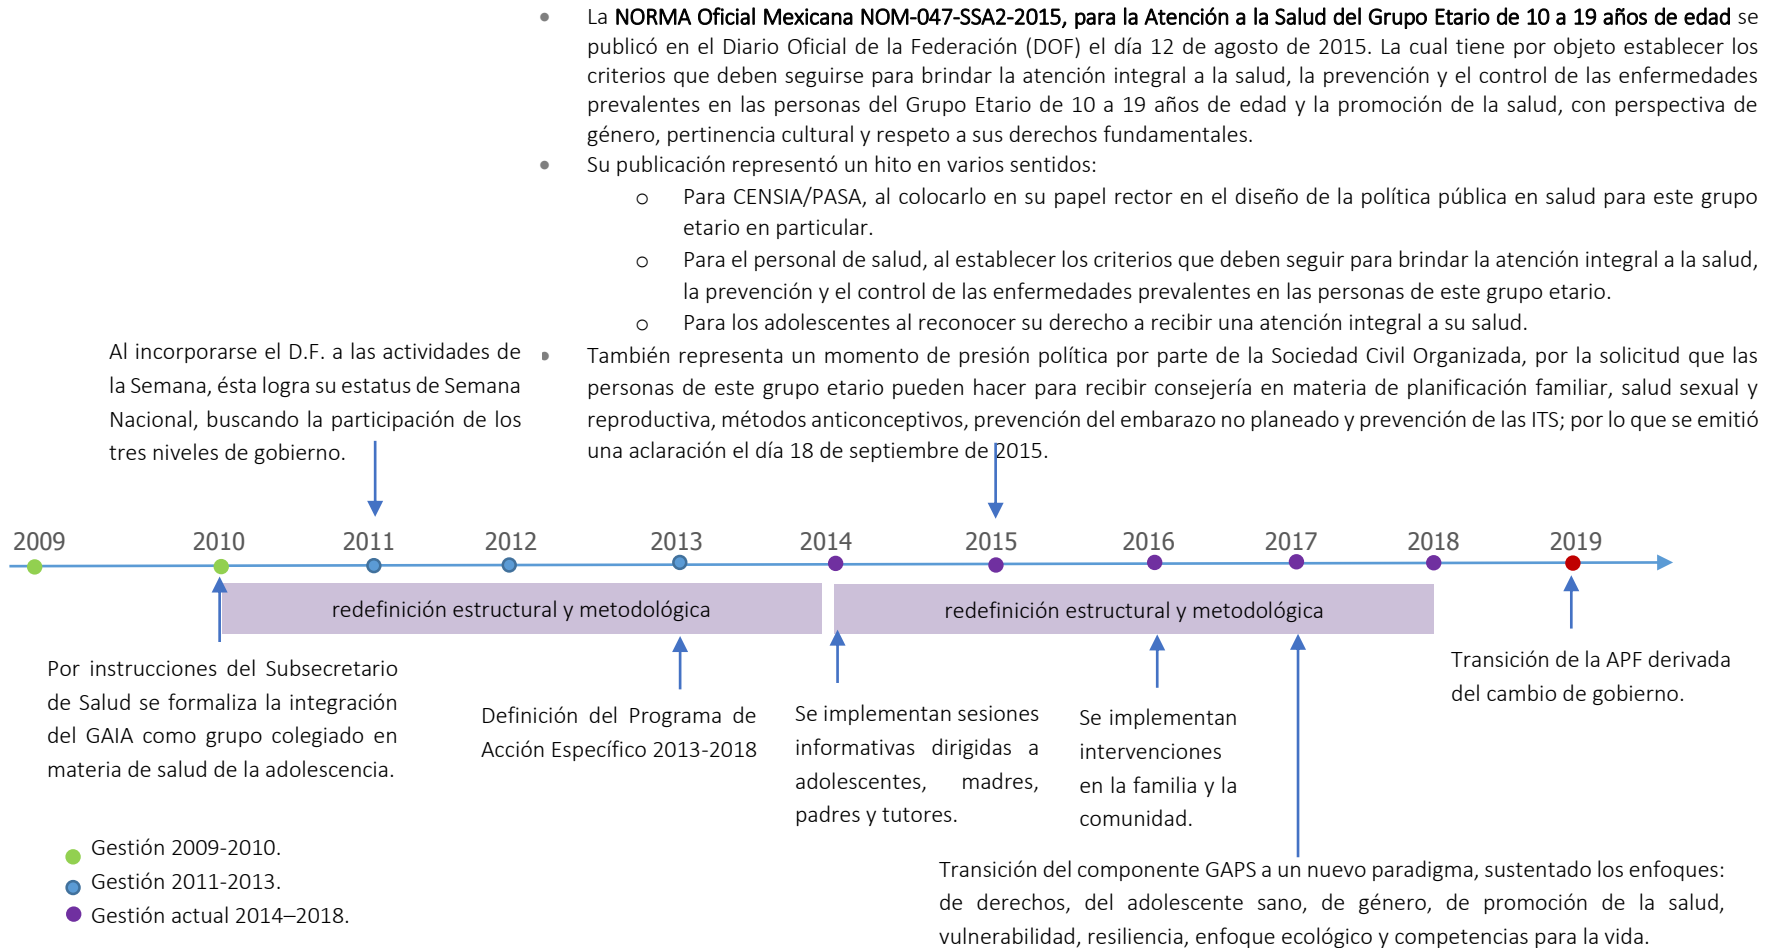 • La NORMA Oficial Mexicana NOM-047-SSA2-2015, para la Atención a la Salud del Grupo Etario de 10 a 19 años de edad se
publicó en el Diario Oficial de la Federación (DOF) el día 12 de agosto de 2015. La cual tiene por objeto establecer los
criterios que deben seguirse para brindar la atención integral a la salud, la prevención y el control de las enfermedades
prevalentes en las personas del Grupo Etario de 10 a 19 años de edad y la promoción de la salud, con perspectiva de
género, pertinencia cultural y respeto a sus derechos fundamentales.
• Su publicación representó un hito en varios sentidos:
o Para CENSIA/PASA, al colocarlo en su papel rector en el diseño de la política pública en salud para este grupo
etario en particular.
o Para el personal de salud, al establecer los criterios que deben seguir para brindar la atención integral a la salud,
la prevención y el control de las enfermedades prevalentes en las personas de este grupo etario.
o Para los adolescentes al reconocer su derecho a recibir una atención integral a su salud.
• También representa un momento de presión política por parte de la Sociedad Civil Organizada, por la solicitud que las
personas de este grupo etario pueden hacer para recibir consejería en materia de planificación familiar, salud sexual y
reproductiva, métodos anticonceptivos, prevención del embarazo no planeado y prevención de las ITS; por lo que se emitió
una aclaración el día 18 de septiembre de 2015.
Al incorporarse el D.F. a las actividades de
la Semana, ésta logra su estatus de Semana
Nacional, buscando la participación de los
tres niveles de gobierno.
2009 2010 2011 2012 2013 2014 2015 2016 2017 2018 2019
redefinición estructural y metodológica
redefinición estructural y metodológica
Por instrucciones del Subsecretario
de Salud se formaliza la integración
del GAIA como grupo colegiado en
materia de salud de la adolescencia.
Definición del Programa de
Acción Específico 2013-2018
Se implementan sesiones
informativas dirigidas a
adolescentes, madres,
padres y tutores.
Se implementan
intervenciones
en la familia y la
comunidad.
Transición de la APF derivada
del cambio de gobierno.
Transición del componente GAPS a un nuevo paradigma, sustentado los enfoques:
de derechos, del adolescente sano, de género, de promoción de la salud,
vulnerabilidad, resiliencia, enfoque ecológico y competencias para la vida.
Gestión 2009-2010.
Gestión 2011-2013.
Gestión actual 2014–2018.